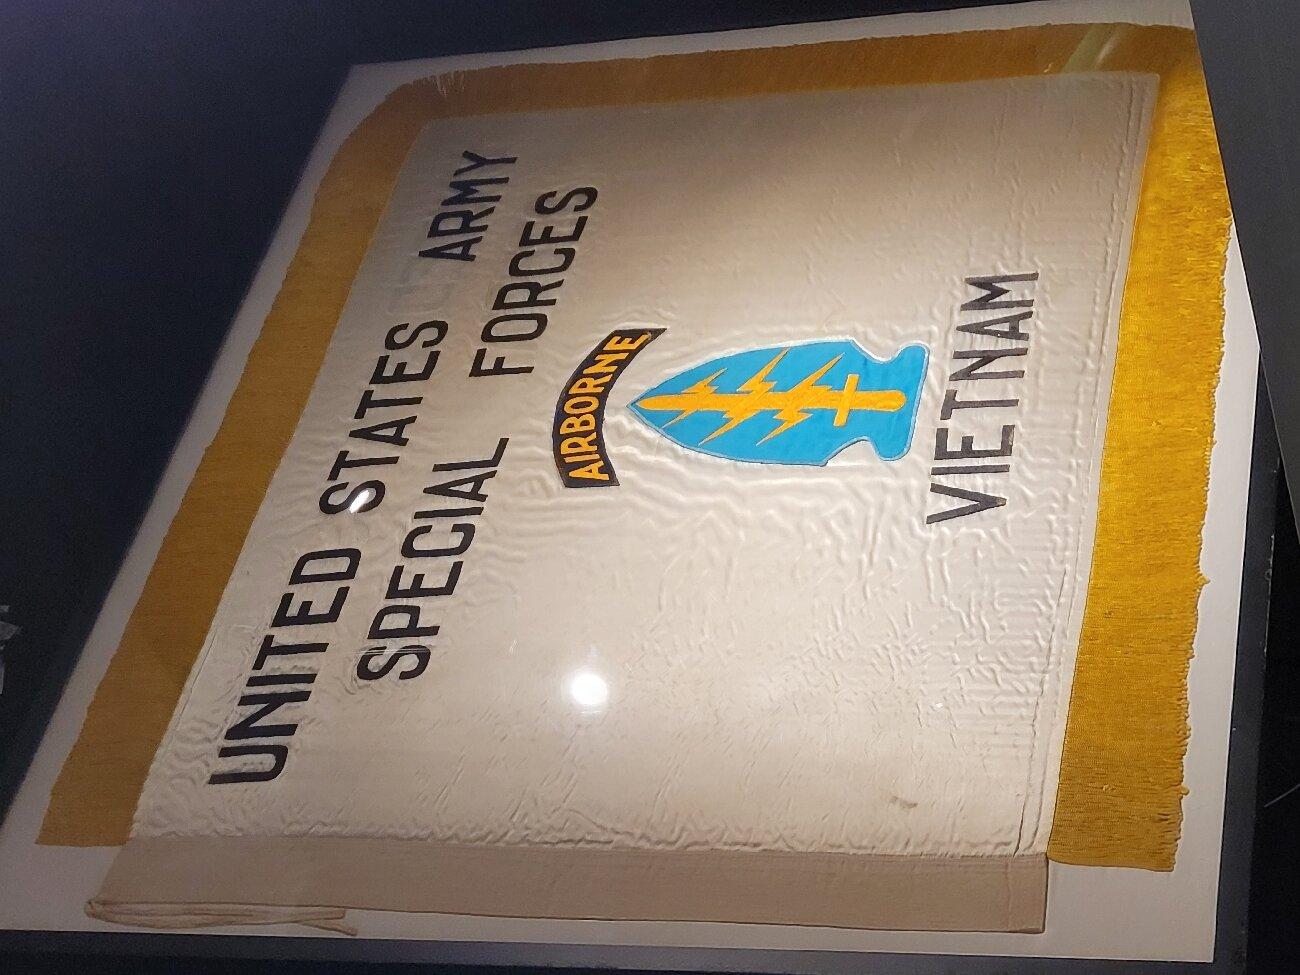 UNITED STATES ARMY
SPECIAL FORCES
AIRBORNE
VIETNAM